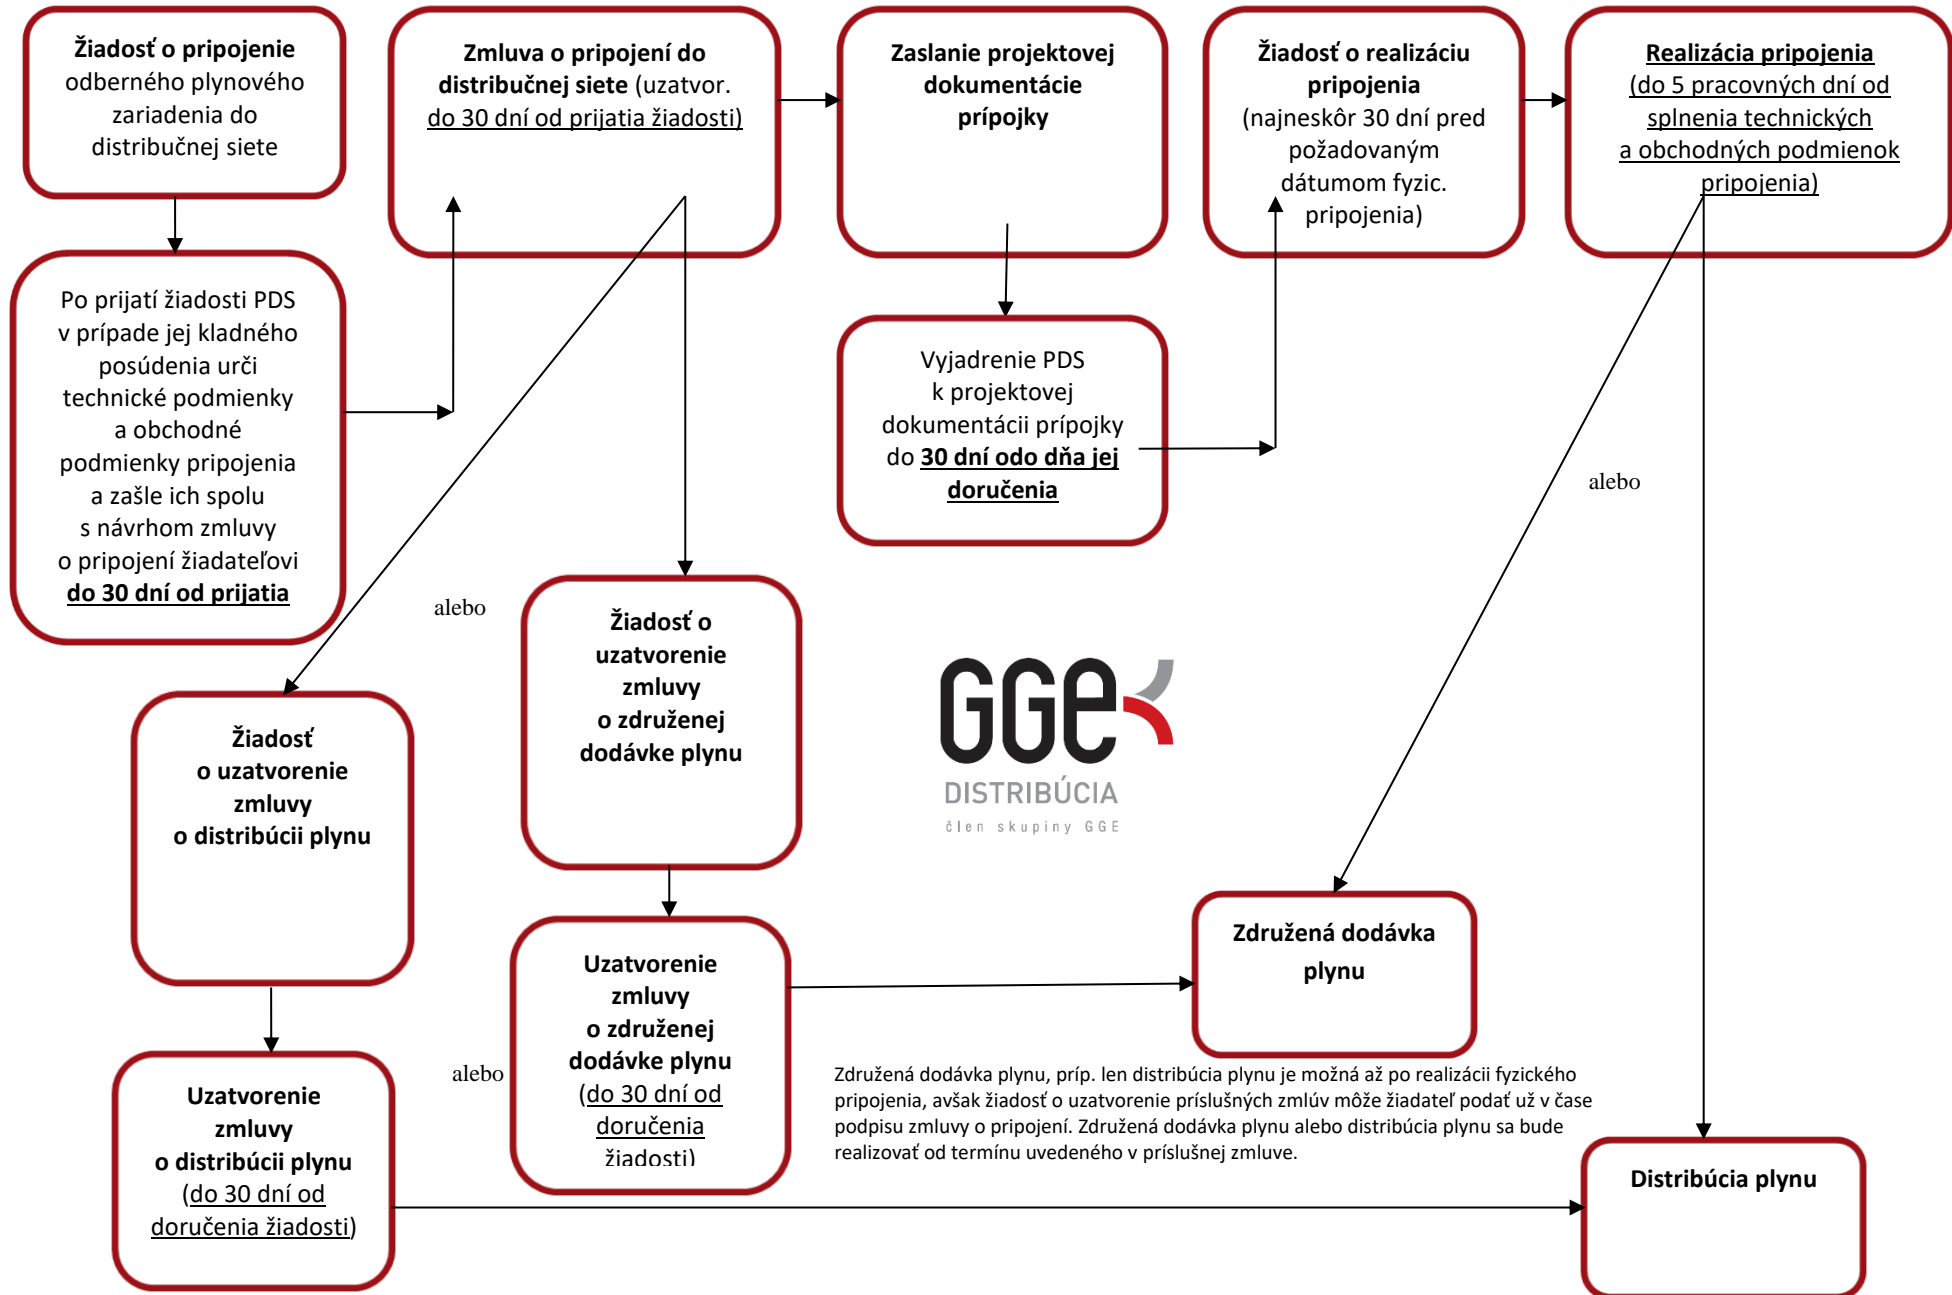 Žiadosť o pripojenie
odberného plynového
zariadenia do
distribučnej siete
Zmluva o pripojení do
distribučnej siete (uzatvor.
do 30 dní od prijatia žiadosti)
Zaslanie projektovej
dokumentácie
prípojky
Žiadosť o realizáciu
pripojenia
(najneskôr 30 dní pred
požadovaným
dátumom fyzic.
pripojenia)
Realizácia pripojenia
(do 5 pracovných dní od
splnenia technických
a obchodných podmienok
pripojenia)
Po prijatí žiadosti PDS
v prípade jej kladného
posúdenia urči
technické podmienky
a obchodné
podmienky pripojenia
a zašle ich spolu
s návrhom zmluvy
o pripojení žiadateľovi
do 30 dní od prijatia
Vyjadrenie PDS
k projektovej
dokumentácii prípojky
do 30 dní odo dňa jej
doručenia
alebo
alebo
Žiadosť o
uzatvorenie
zmluvy
o združenej
dodávke plynu
Žiadosť
o uzatvorenie
zmluvy
o distribúcii plynu
GGE
DISTRIBÚCIA
člen skupiny GGE
Uzatvorenie
zmluvy
o združenej
dodávke plynu
(do 30 dní od
doručenia
žiadosti)
Združená dodávka
plynu
alebo
Uzatvorenie
zmluvy
o distribúcii plynu
(do 30 dní od
doručenia žiadosti)
Združená dodávka plynu, príp. len distribúcia plynu je možná až po realizácii fyzického
pripojenia, avšak žiadosť o uzatvorenie príslušných zmlúv môže žiadateľ podať už v čase
podpisu zmluvy o pripojení. Združená dodávka plynu alebo distribúcia plynu sa bude
realizovať od termínu uvedeného v príslušnej zmluve.
Distribúcia plynu